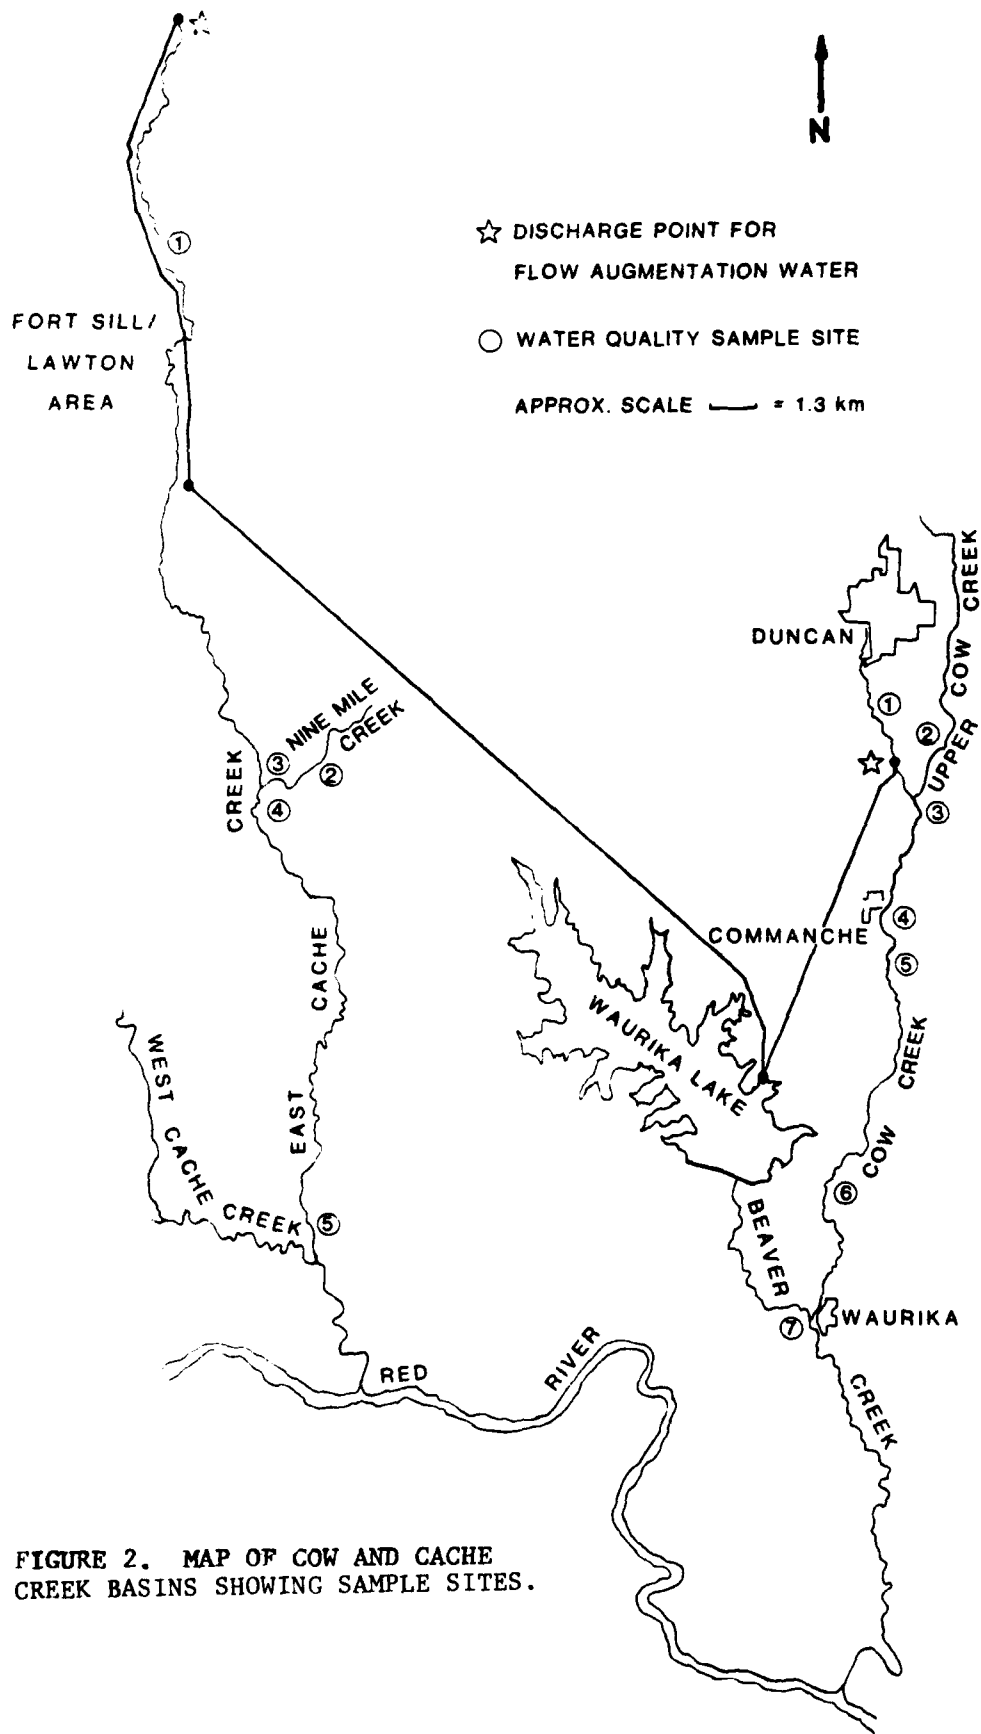 N
☆ DISCHARGE POINT FOR
FLOW AUGMENTATION WATER
○ WATER QUALITY SAMPLE SITE
APPROX. SCALE = 1.3 km
①
FORT SILL/
LAWTON
AREA
NINE MILE
CREEK
③
②
④
CREEK
CACHE
EAST
WEST
CACHE
CREEK
⑤
DUNCAN
①
②
UPPER
COW
CREEK
③
COMMANCHE
④
⑤
WAURIKA LAKE
CREEK
COW
⑥
BEAVER
⑦
WAURIKA
CREEK
RED
RIVER
FIGURE 2. MAP OF COW AND CACHE
CREEK BASINS SHOWING SAMPLE SITES.